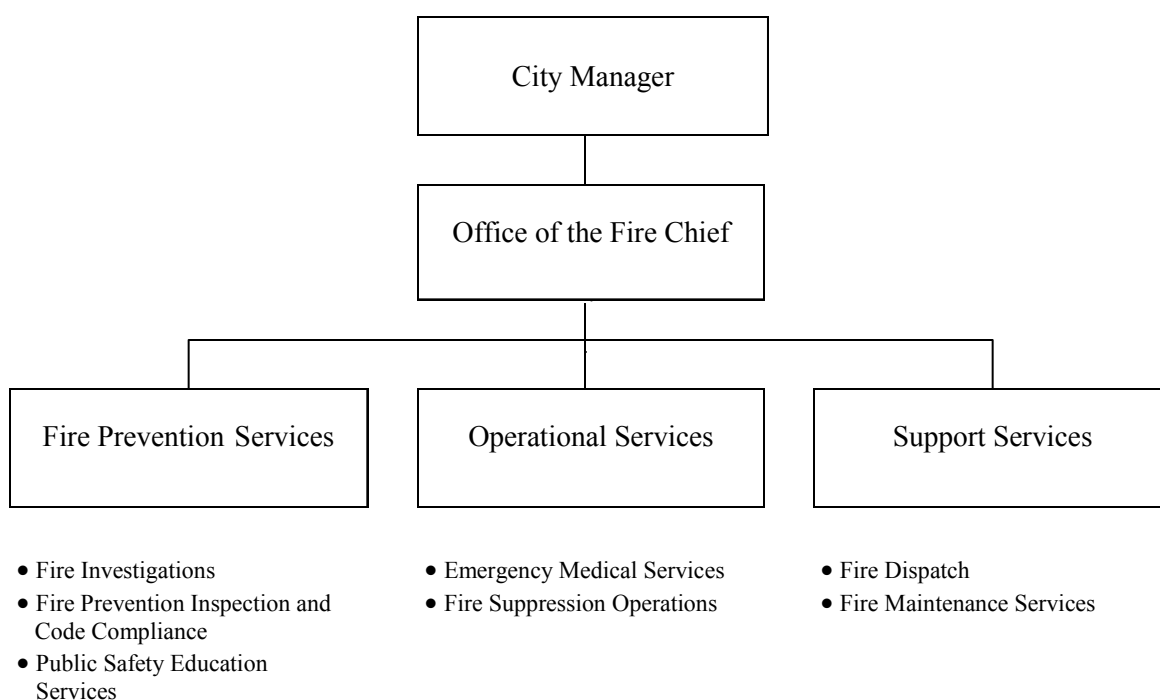 City Manager
Office of the Fire Chief
Fire Prevention Services
Operational Services
Support Services
• Fire Investigations
• Fire Prevention Inspection and
Code Compliance
• Public Safety Education
Services
• Emergency Medical Services
• Fire Suppression Operations
• Fire Dispatch
• Fire Maintenance Services